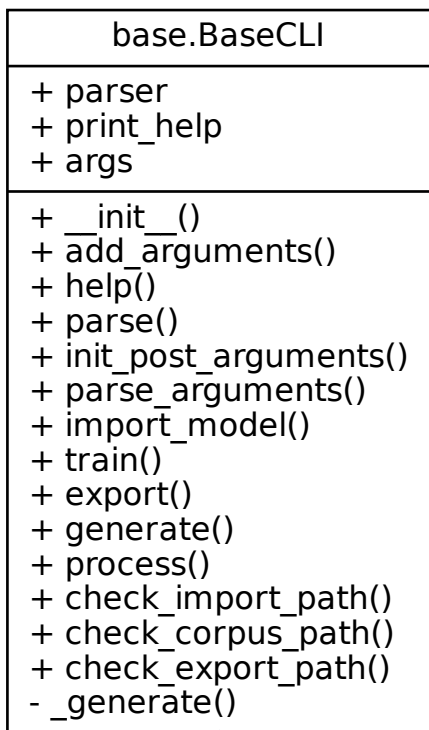 base.BaseCLI
+ parser
+ print_help
+ args
+ __init__()
+ add_arguments()
+ help()
+ parse()
+ init_post_arguments()
+ parse_arguments()
+ import_model()
+ train()
+ export()
+ generate()
+ process()
+ check_import_path()
+ check_corpus_path()
+ check_export_path()
- _generate()